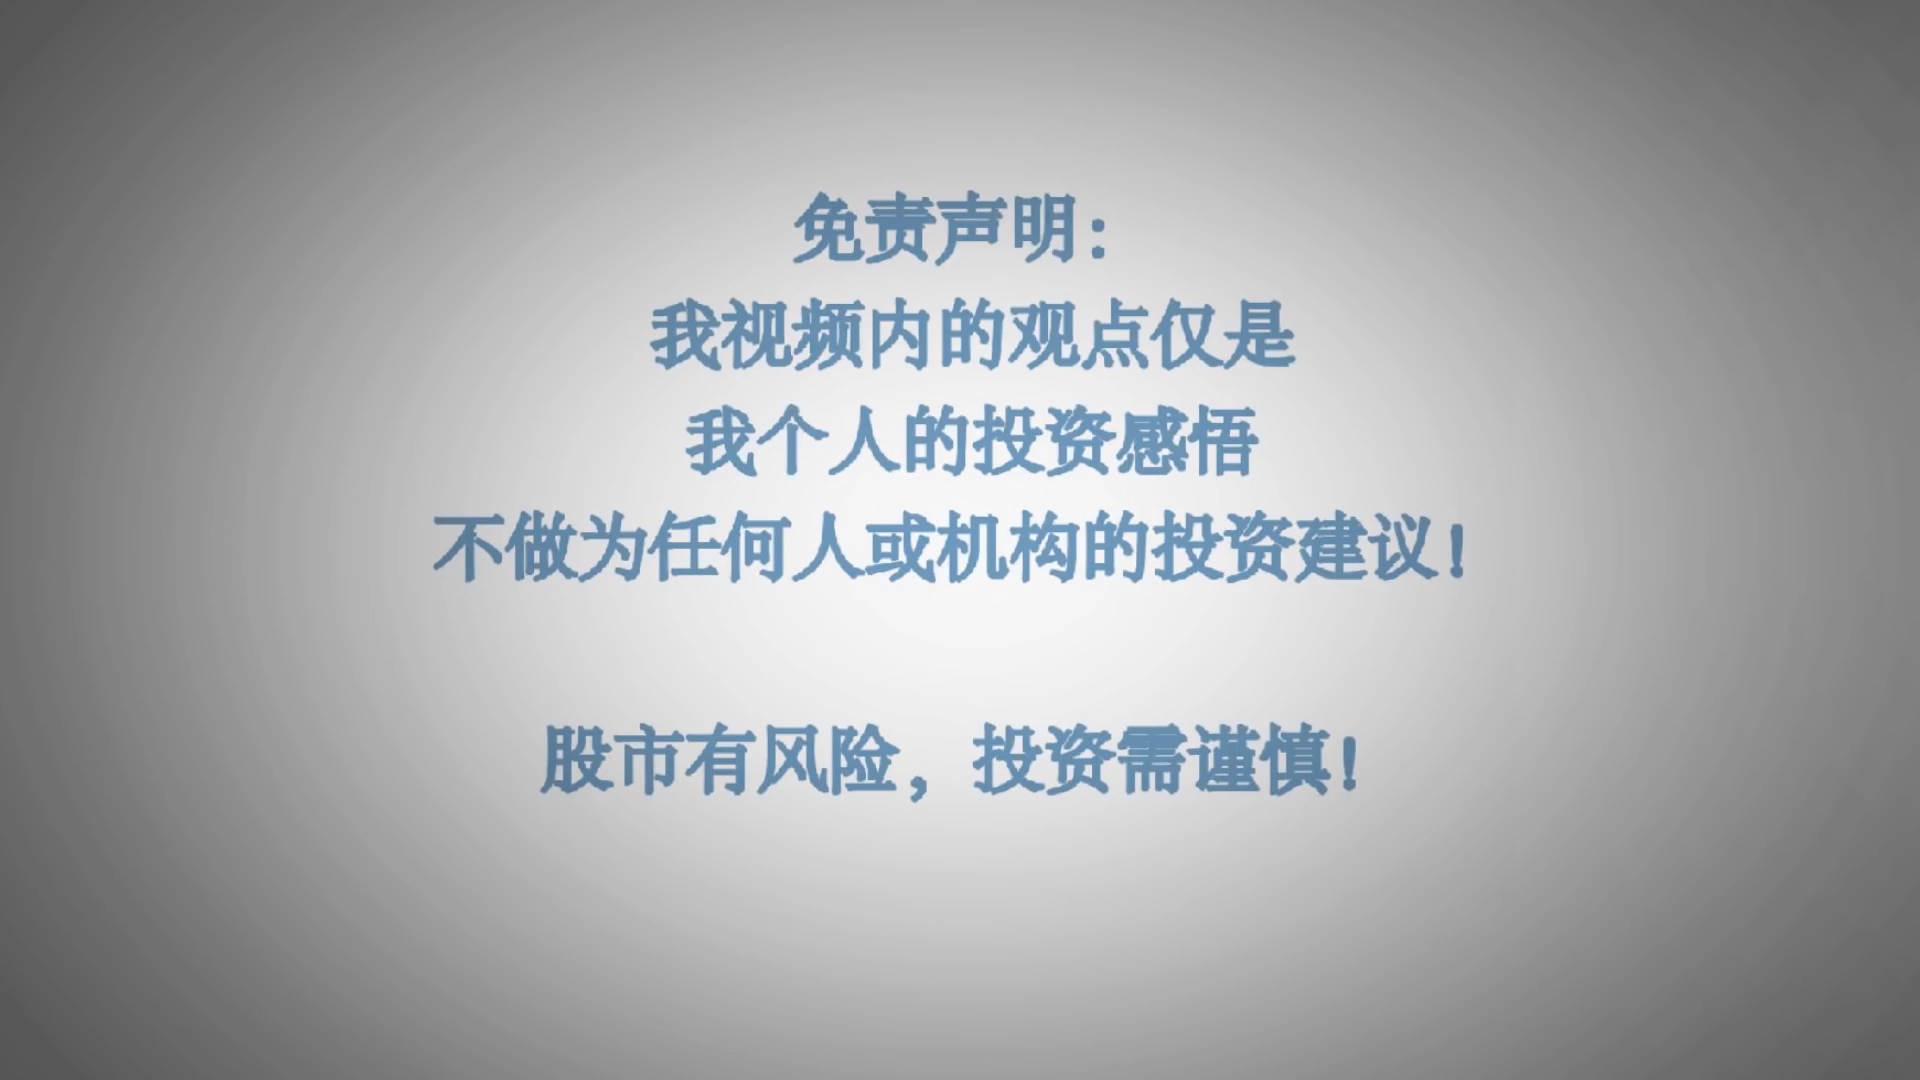 免责声明：
我视频内的观点仅是
我个人的投资感悟
不做为任何人或机构的投资建议！
股市有风险，投资需谨慎！